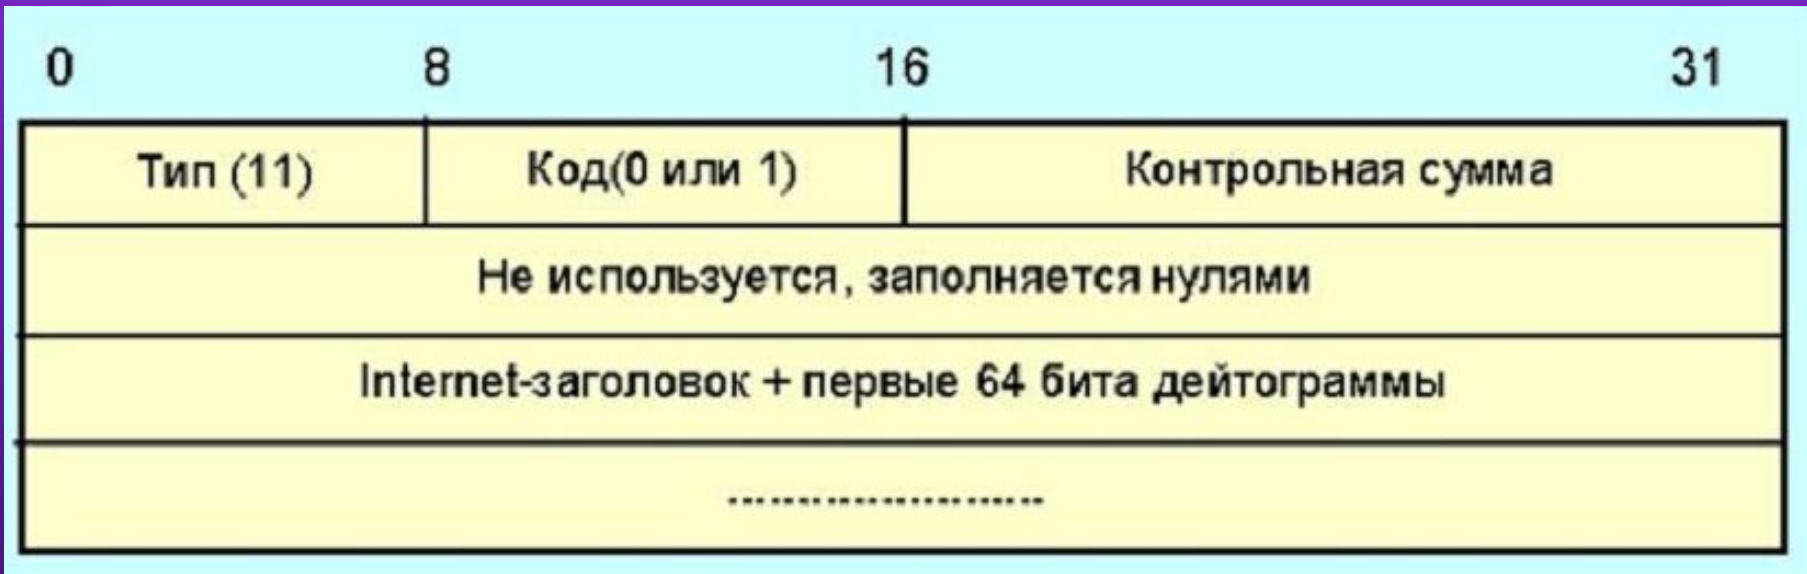 0 8 16 31
Тип (11) Код(0 или 1) Контрольная сумма
Не используется, заполняется нулями
Internet-заголовок + первые 64 бита дейтограммы
-----------------------